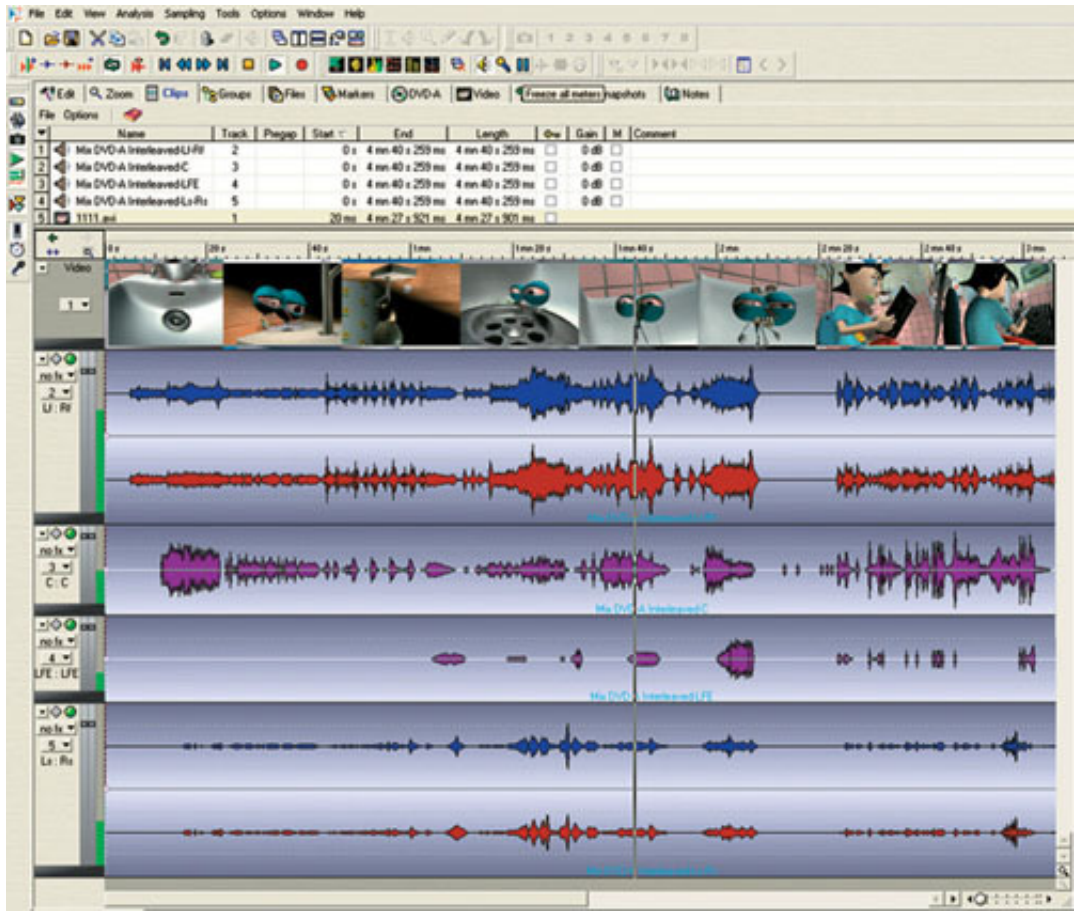 File Edit View Analysis Sampling Tools Options Window Help
1 2 3 4 5 6 7 8
Edit Zoom Clips Groups Files Markers DVD-A Video Freeze all meters napshots Notes
File Options
Name Track Pregap Start End Length Gain M Comment
1 Mix DVD-A Interleaved-Lf-Rf 2 0 s 4 mn 40 s 259 ms 4 mn 40 s 259 ms 0 dB
2 Mix DVD-A Interleaved-C 3 0 s 4 mn 40 s 259 ms 4 mn 40 s 259 ms 0 dB
3 Mix DVD-A Interleaved-LFE 4 0 s 4 mn 40 s 259 ms 4 mn 40 s 259 ms 0 dB
4 Mix DVD-A Interleaved-Ls-Rs 5 0 s 4 mn 40 s 259 ms 4 mn 40 s 259 ms 0 dB
5 1111.avi 1 20 ms 4 mn 27 s 921 ms 4 mn 27 s 901 ms
0 s 20 s 40 s 1 mn 1 mn 20 s 1 mn 40 s 2 mn 2 mn 20 s 2 mn 40 s 3 mn
Video
1
no fx
2
Lf : Rf
no fx
3
C : C
Mix DVD-A Interleaved-C
no fx
4
LFE : LFE
Mix DVD-A Interleaved-LFE
no fx
5
Ls : Rs